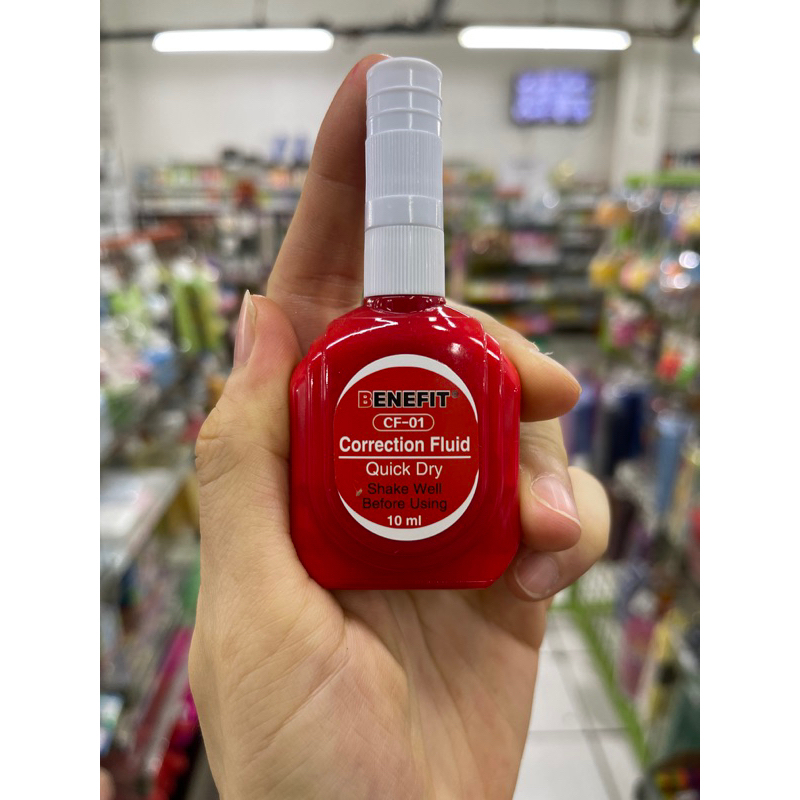 BENEFIT®
CF-01
Correction Fluid
Quick Dry
Shake Well
Before Using
10 ml